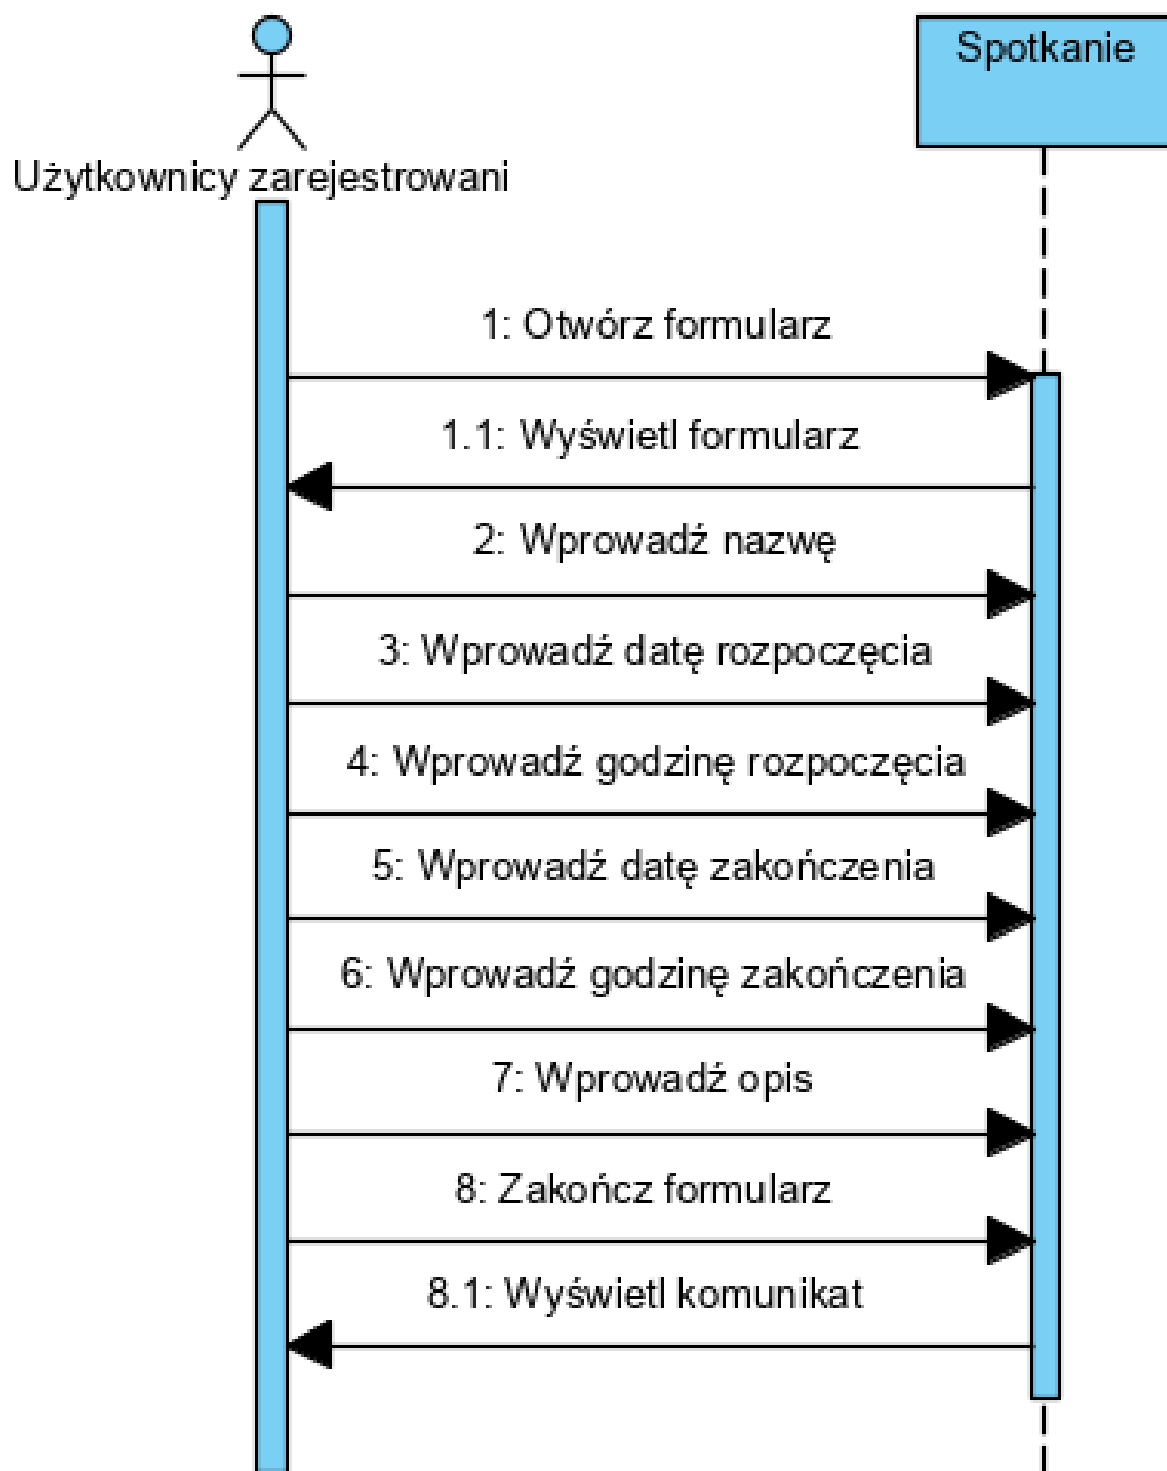 Spotkanie
Użytkownicy zarejestrowani
1: Otwórz formularz
1.1: Wyświetl formularz
2: Wprowadź nazwę
3: Wprowadź datę rozpoczęcia
4: Wprowadź godzinę rozpoczęcia
5: Wprowadź datę zakończenia
6: Wprowadź godzinę zakończenia
7: Wprowadź opis
8: Zakończ formularz
8.1: Wyświetl komunikat